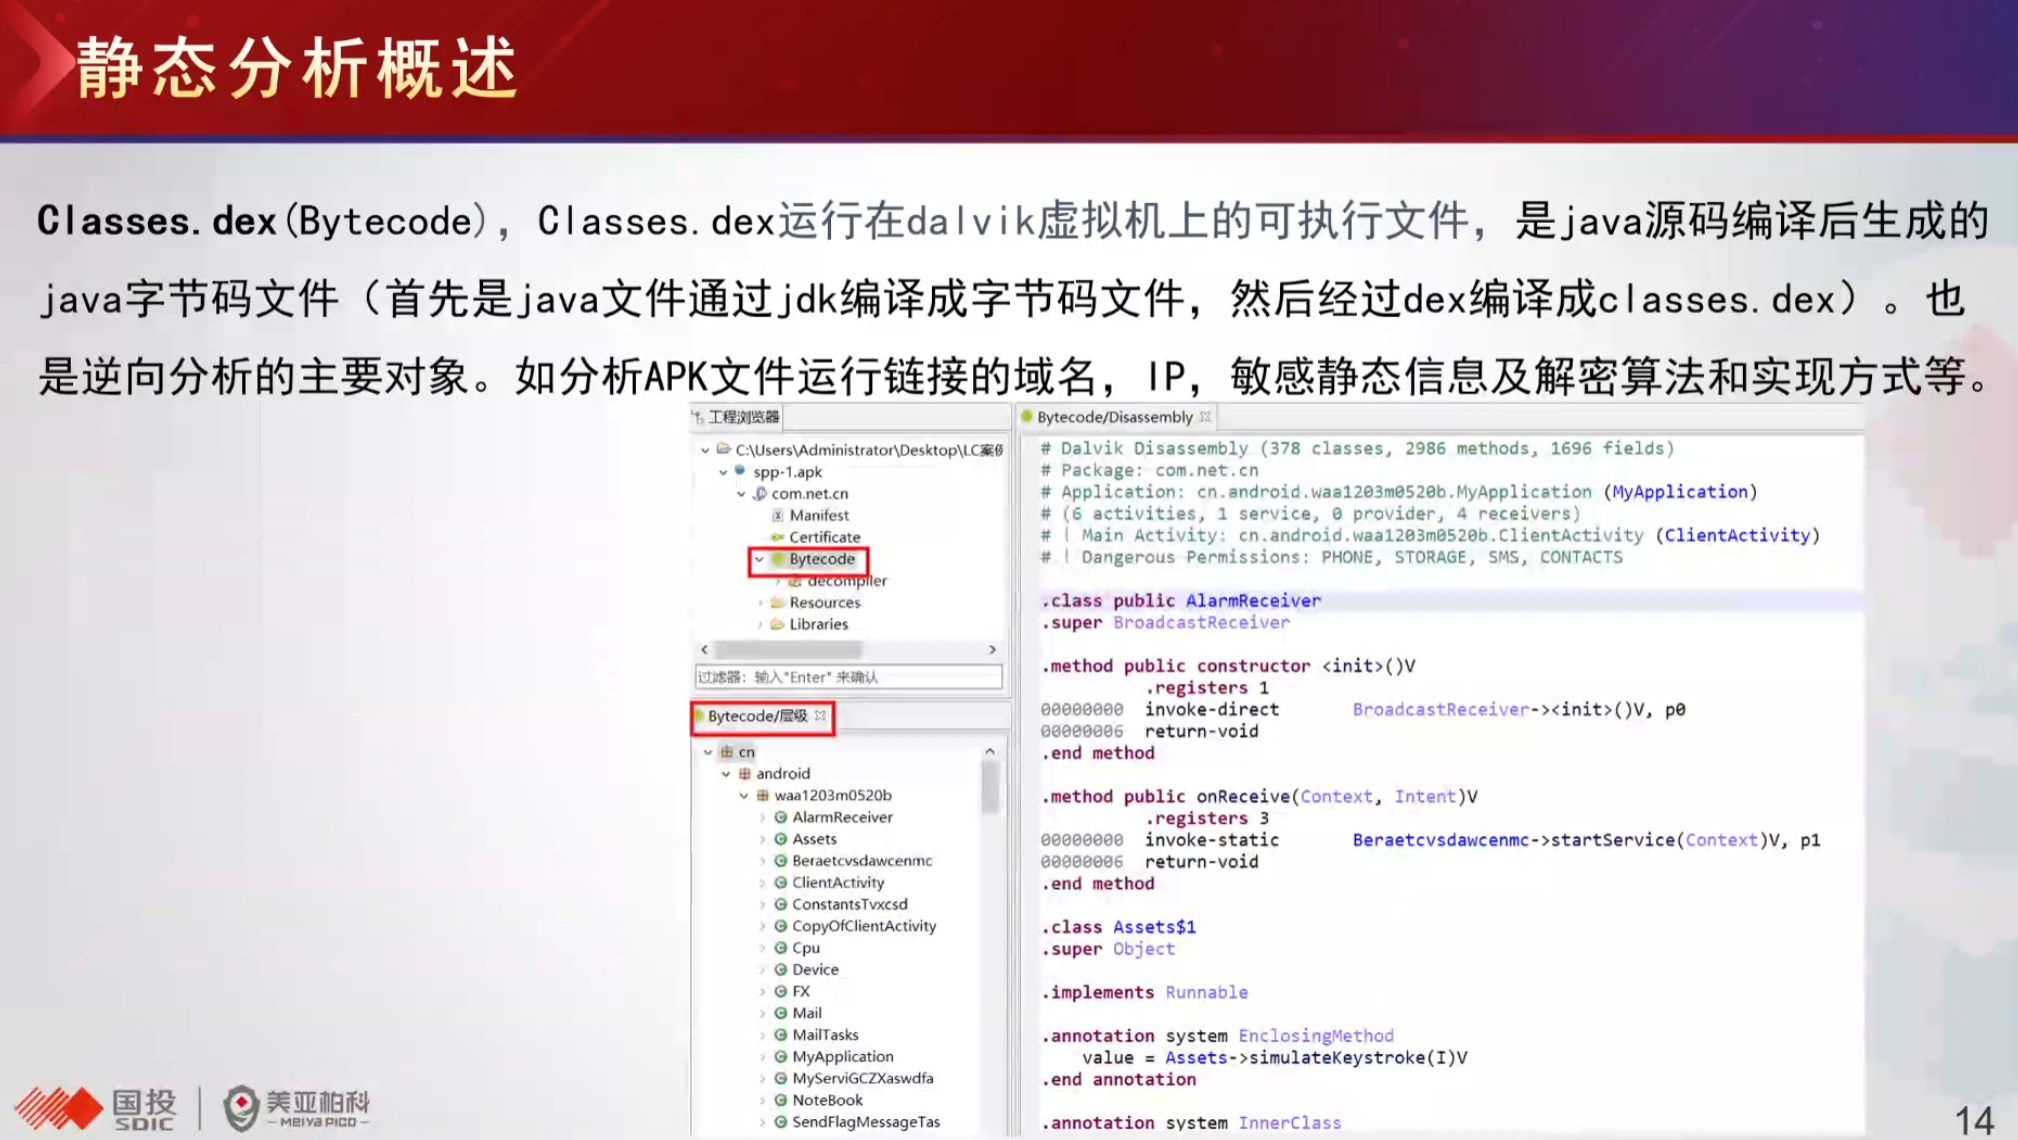 静态分析概述
Classes.dex(Bytecode)，Classes.dex运行在dalvik虚拟机上的可执行文件，是java源码编译后生成的
java字节码文件（首先是java文件通过jdk编译成字节码文件，然后经过dex编译成classes.dex）。也
是逆向分析的主要对象。如分析APK文件运行链接的域名，IP，敏感静态信息及解密算法和实现方式等。
工程浏览器
C:\Users\Administrator\Desktop\LC案例
spp-1.apk
com.net.cn
Manifest
Certificate
Bytecode
decompiler
Resources
Libraries
过滤器：输入"Enter" 来确认
Bytecode/层级
cn
android
waa1203m0520b
AlarmReceiver
Assets
Beraetcvsdawcenmc
ClientActivity
ConstantsTvxcsd
CopyOfClientActivity
Cpu
Device
FX
Mail
MailTasks
MyApplication
MyServiGCZXaswdfa
NoteBook
SendFlagMessageTas
Bytecode/Disassembly
# Dalvik Disassembly (378 classes, 2986 methods, 1696 fields)
# Package: com.net.cn
# Application: cn.android.waa1203m0520b.MyApplication (MyApplication)
# (6 activities, 1 service, 0 provider, 4 receivers)
# ! Main Activity: cn.android.waa1203m0520b.ClientActivity (ClientActivity)
# ! Dangerous Permissions: PHONE, STORAGE, SMS, CONTACTS
.class public AlarmReceiver
.super BroadcastReceiver
.method public constructor <init>()V
.registers 1
00000000 invoke-direct BroadcastReceiver-><init>()V, p0
00000006 return-void
.end method
.method public onReceive(Context, Intent)V
.registers 3
00000000 invoke-static Beraetcvsdawcenmc->startService(Context)V, p1
00000006 return-void
.end method
.class Assets$1
.super Object
.implements Runnable
.annotation system EnclosingMethod
value = Assets->simulateKeystroke(I)V
.end annotation
.annotation system InnerClass
国投
SDIC
美亚柏科
MEIYA PICO
14